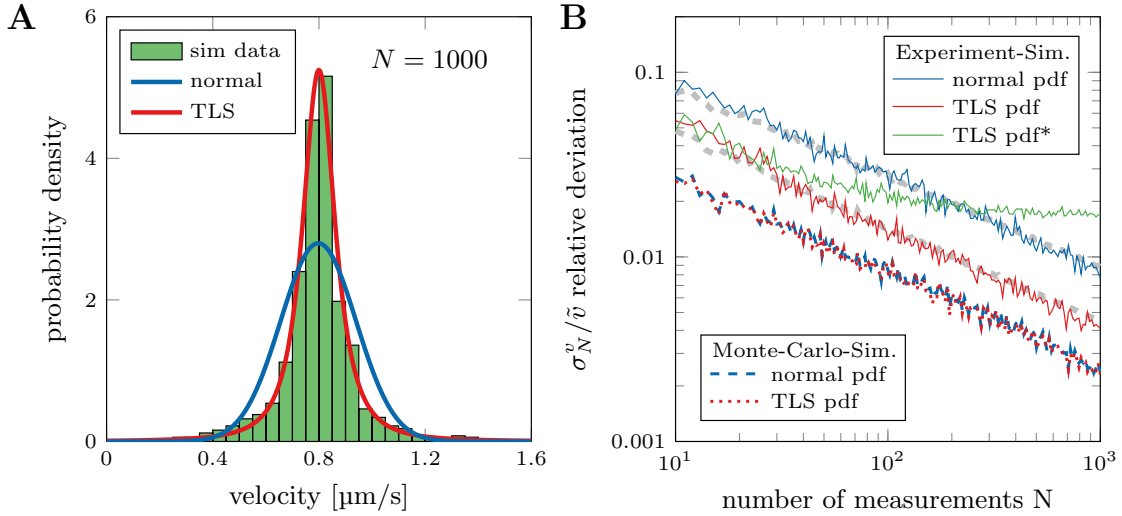 A
6
4
2
0
probability density
sim data
normal
TLS
N = 1000
0.4
0.8
1.2
1.6
velocity [µm/s]
B
0.1
0.01
0.001
σ_N^v/ṽ relative deviation
Experiment-Sim.
normal pdf
TLS pdf
TLS pdf*
Monte-Carlo-Sim.
normal pdf
TLS pdf
10^1
10^2
10^3
number of measurements N